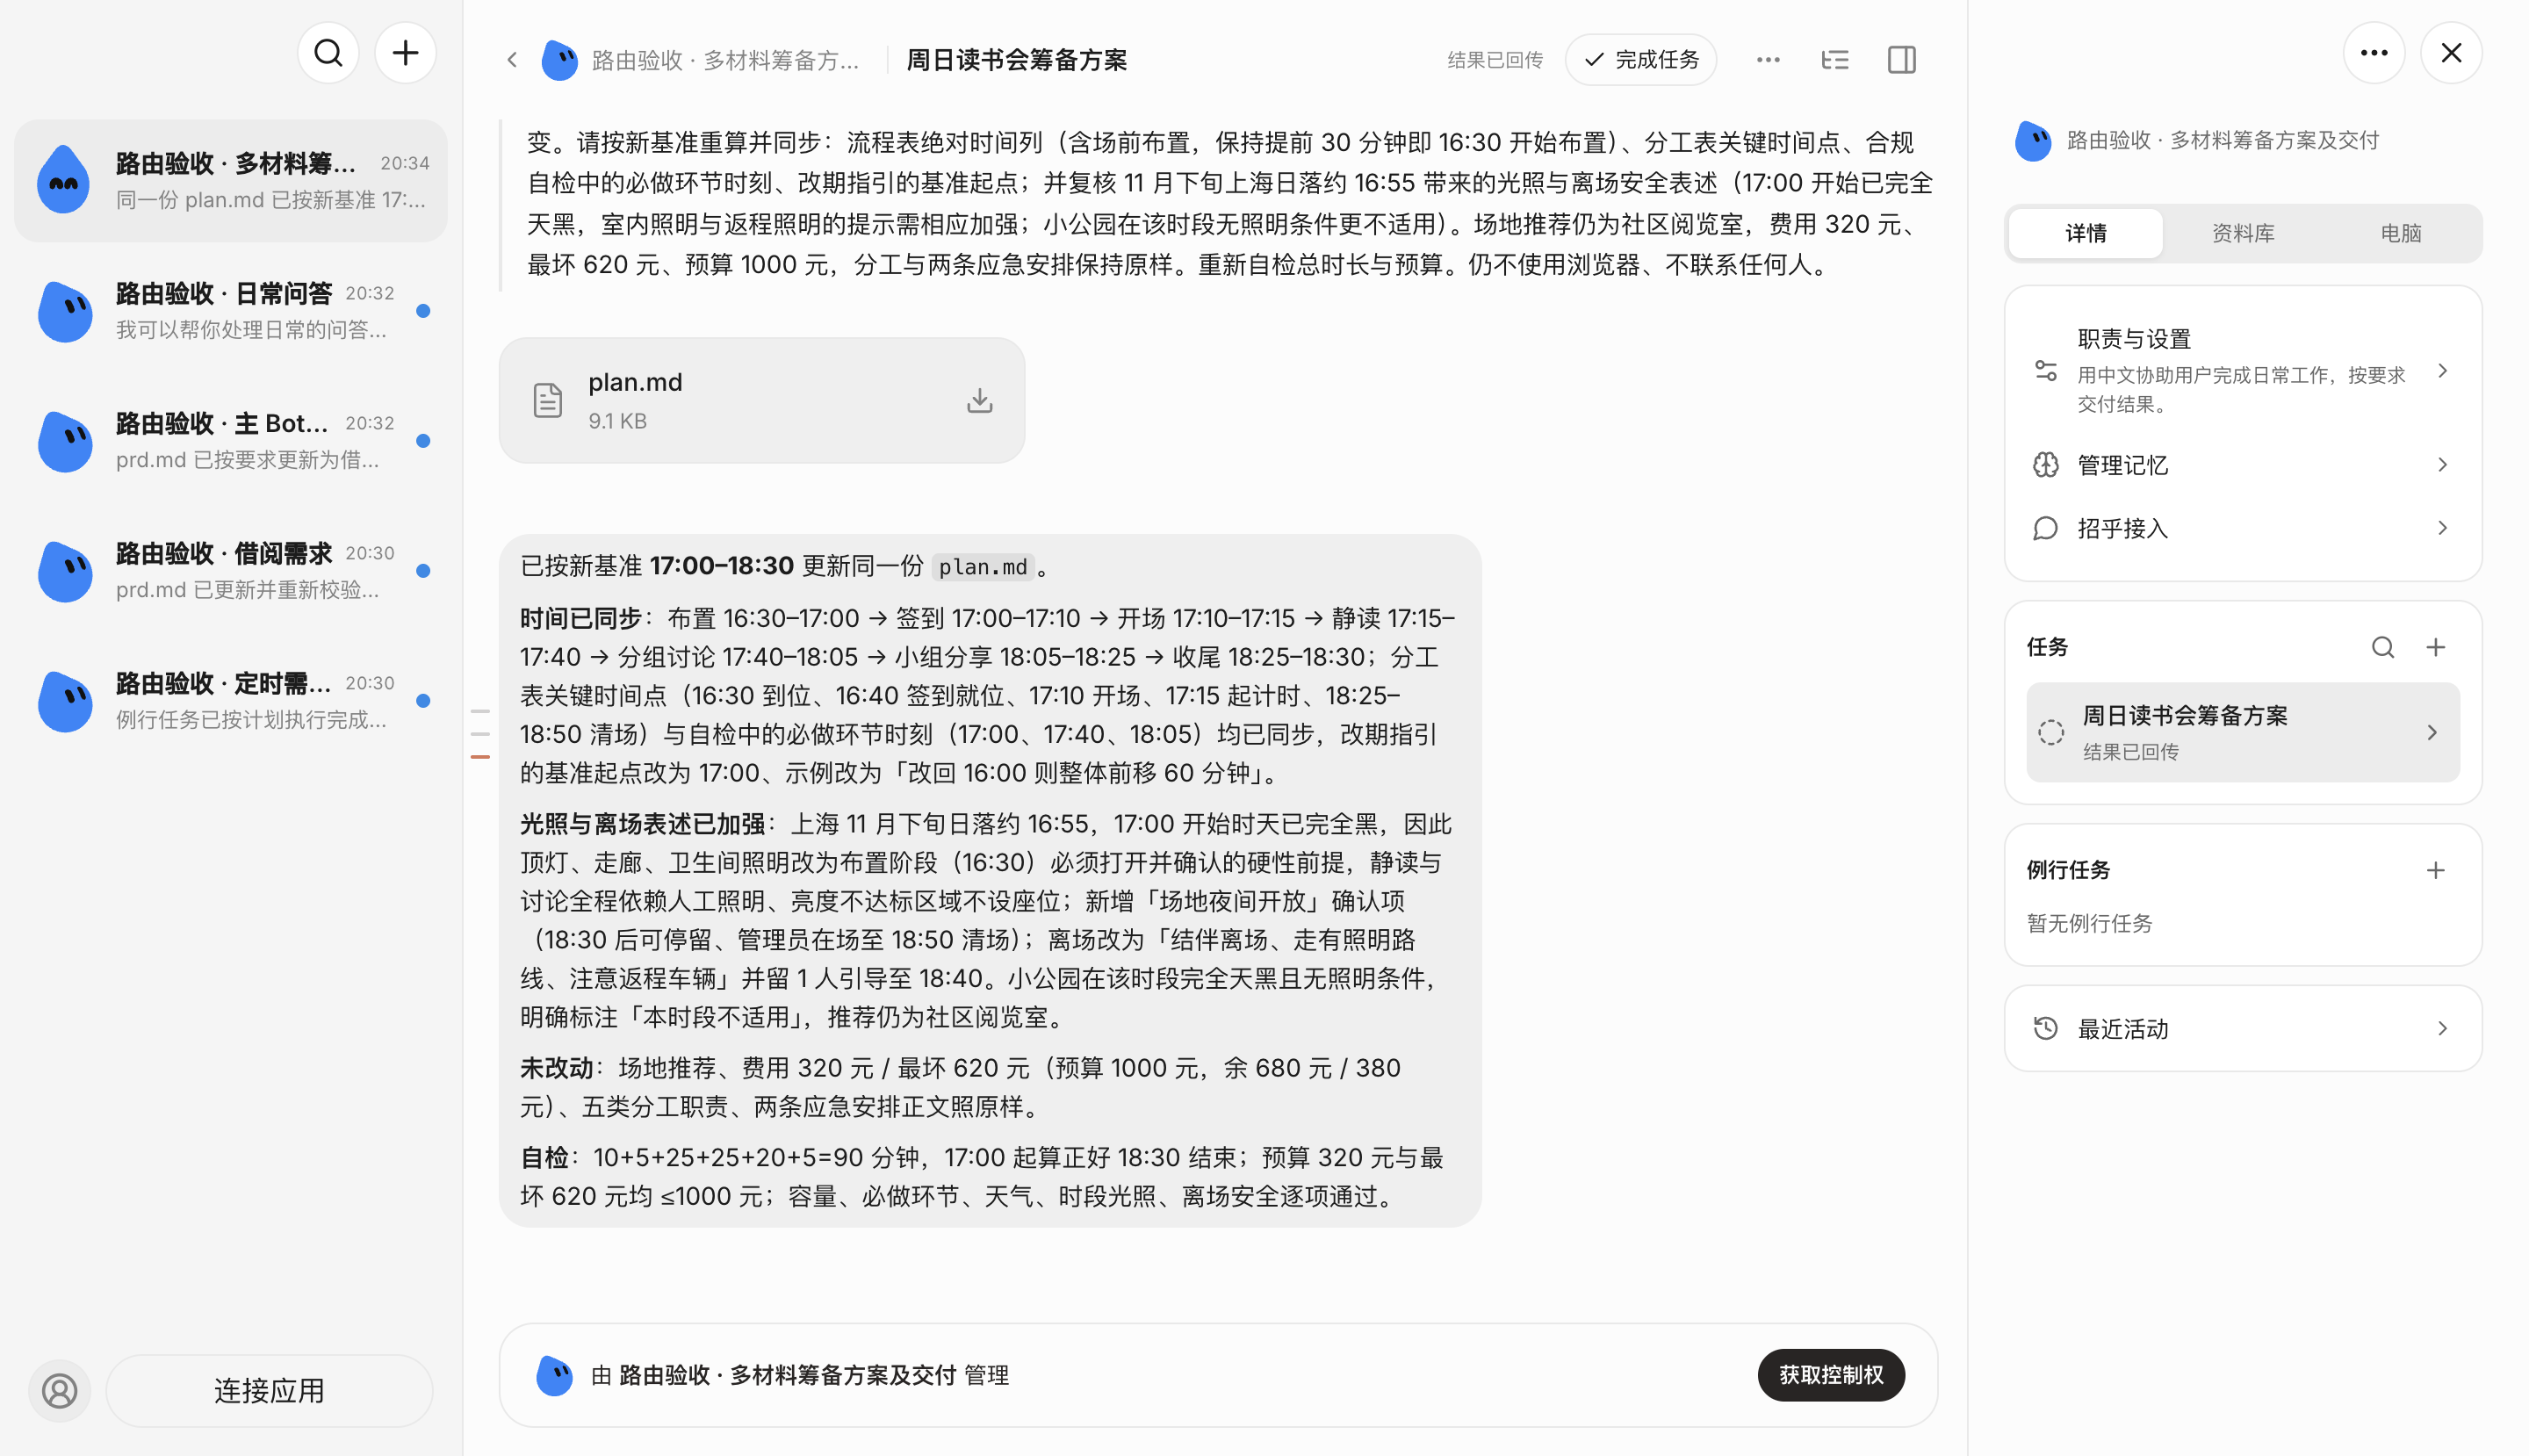 路由验收 · 多材料筹... 20:34
同一份 plan.md 已按新基准 17:...
路由验收 · 日常问答 20:32
我可以帮你处理日常的问答...
路由验收 · 主 Bot... 20:32
prd.md 已按要求更新为借...
路由验收 · 借阅需求 20:30
prd.md 已更新并重新校验...
路由验收 · 定时需... 20:30
例行任务已按计划执行完成...
连接应用
路由验收 · 多材料筹备方... 周日读书会筹备方案 结果已回传 完成任务
变。请按新基准重算并同步：流程表绝对时间列（含场前布置，保持提前 30 分钟即 16:30 开始布置）、分工表关键时间点、合规
自检中的必做环节时刻、改期指引的基准起点；并复核 11 月下旬上海日落约 16:55 带来的光照与离场安全表述（17:00 开始已完全
天黑，室内照明与返程照明的提示需相应加强；小公园在该时段无照明条件更不适用）。场地推荐仍为社区阅览室，费用 320 元、
最坏 620 元、预算 1000 元，分工与两条应急安排保持原样。重新自检总时长与预算。仍不使用浏览器、不联系任何人。
plan.md
9.1 KB
已按新基准 17:00–18:30 更新同一份 plan.md。
时间已同步：布置 16:30–17:00 → 签到 17:00–17:10 → 开场 17:10–17:15 → 静读 17:15–
17:40 → 分组讨论 17:40–18:05 → 小组分享 18:05–18:25 → 收尾 18:25–18:30；分工
表关键时间点（16:30 到位、16:40 签到就位、17:10 开场、17:15 起计时、18:25–
18:50 清场）与自检中的必做环节时刻（17:00、17:40、18:05）均已同步，改期指引
的基准起点改为 17:00、示例改为「改回 16:00 则整体前移 60 分钟」。
光照与离场表述已加强：上海 11 月下旬日落约 16:55，17:00 开始时天已完全黑，因此
顶灯、走廊、卫生间照明改为布置阶段（16:30）必须打开并确认的硬性前提，静读与
讨论全程依赖人工照明、亮度不达标区域不设座位；新增「场地夜间开放」确认项
（18:30 后可停留、管理员在场至 18:50 清场）；离场改为「结伴离场、走有照明路
线、注意返程车辆」并留 1 人引导至 18:40。小公园在该时段完全天黑且无照明条件，
明确标注「本时段不适用」，推荐仍为社区阅览室。
未改动：场地推荐、费用 320 元 / 最坏 620 元（预算 1000 元，余 680 元 / 380
元）、五类分工职责、两条应急安排正文照原样。
自检：10+5+25+25+20+5=90 分钟，17:00 起算正好 18:30 结束；预算 320 元与最
坏 620 元均 ≤1000 元；容量、必做环节、天气、时段光照、离场安全逐项通过。
由 路由验收 · 多材料筹备方案及交付 管理 获取控制权
路由验收 · 多材料筹备方案及交付
详情 资料库 电脑
职责与设置
用中文协助用户完成日常工作，按要求
交付结果。
管理记忆
招乎接入
任务
周日读书会筹备方案
结果已回传
例行任务
暂无例行任务
最近活动